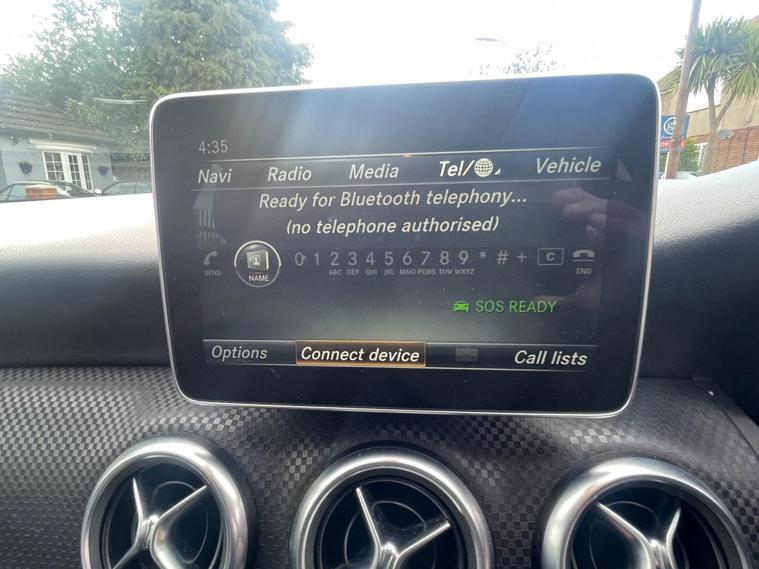 4:35
Navi Radio Media Tel/ Vehicle
Ready for Bluetooth telephony...
(no telephone authorised)
0 1 2 3 4 5 6 7 8 9 * # + C
SEND NAME ABC DEF GHI JKL MNO PQRS TUV WXYZ END
SOS READY
Options Connect device Call lists